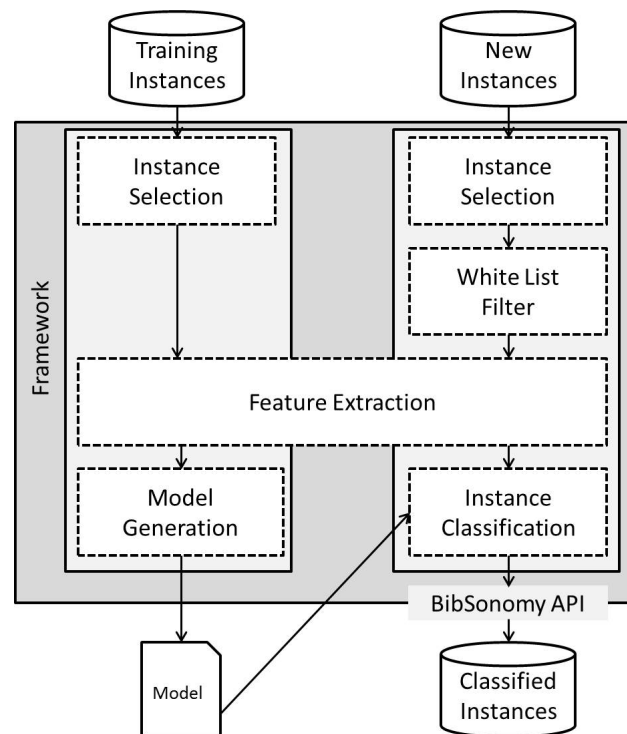 Training
Instances
New
Instances
Framework
Instance
Selection
Instance
Selection
White List
Filter
Feature Extraction
Model
Generation
Instance
Classification
BibSonomy API
Model
Classified
Instances